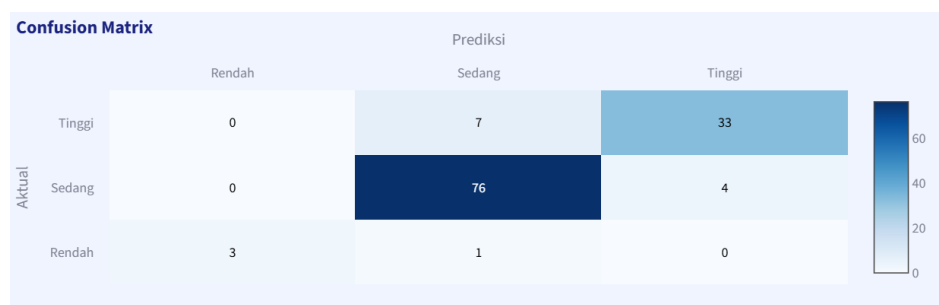 Confusion Matrix
Prediksi
Rendah Sedang Tinggi
Tinggi 0 7 33
Sedang 0 76 4
Rendah 3 1 0
Aktual
60
40
20
0